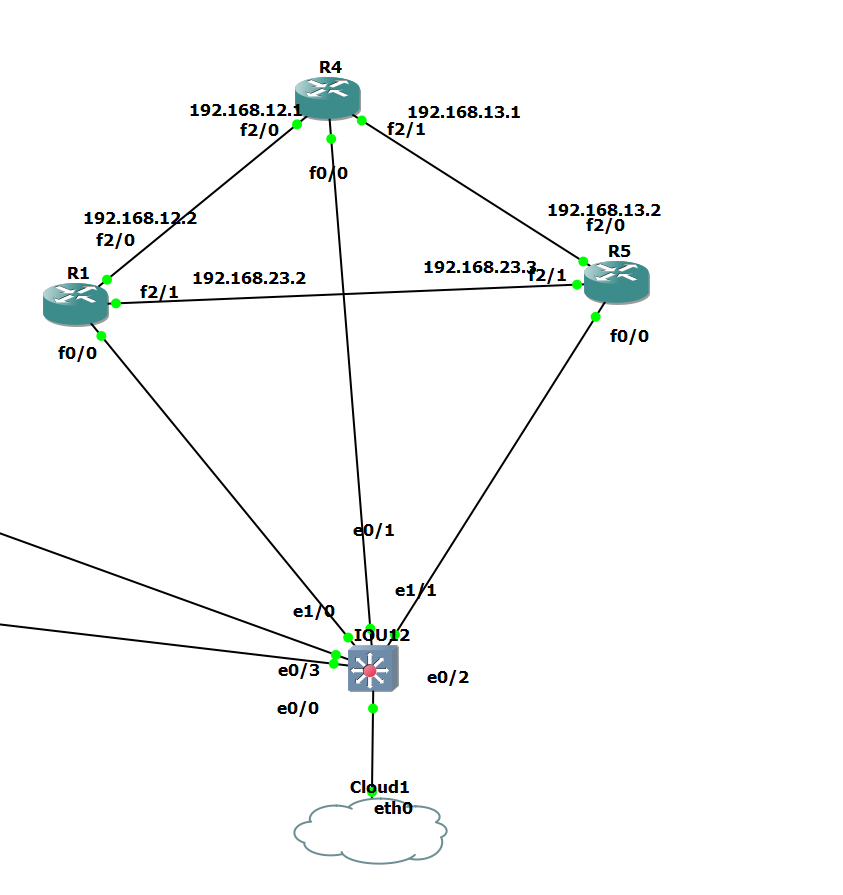 R4
192.168.12.1
192.168.13.1
f2/0
f2/1
f0/0
192.168.12.2
192.168.13.2
f2/0
f2/0
R5
R1
192.168.23.2
192.168.23.3
f2/1
f2/1
f0/0
f0/0
e0/1
e1/1
e1/0
IOU12
e0/3
e0/2
e0/0
Cloud1
eth0